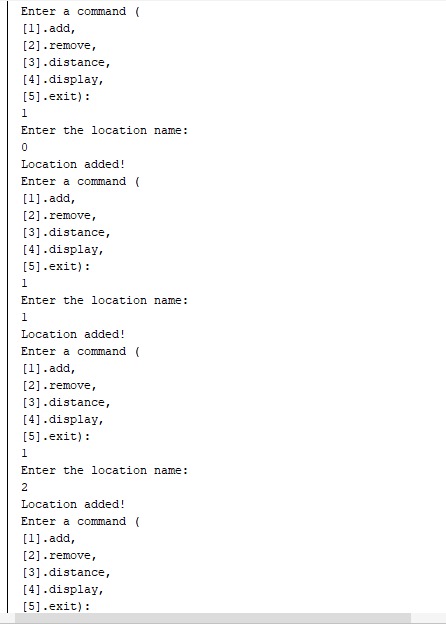 Enter a command (
[1].add,
[2].remove,
[3].distance,
[4].display,
[5].exit):
1
Enter the location name:
0
Location added!
Enter a command (
[1].add,
[2].remove,
[3].distance,
[4].display,
[5].exit):
1
Enter the location name:
1
Location added!
Enter a command (
[1].add,
[2].remove,
[3].distance,
[4].display,
[5].exit):
1
Enter the location name:
2
Location added!
Enter a command (
[1].add,
[2].remove,
[3].distance,
[4].display,
[5].exit):